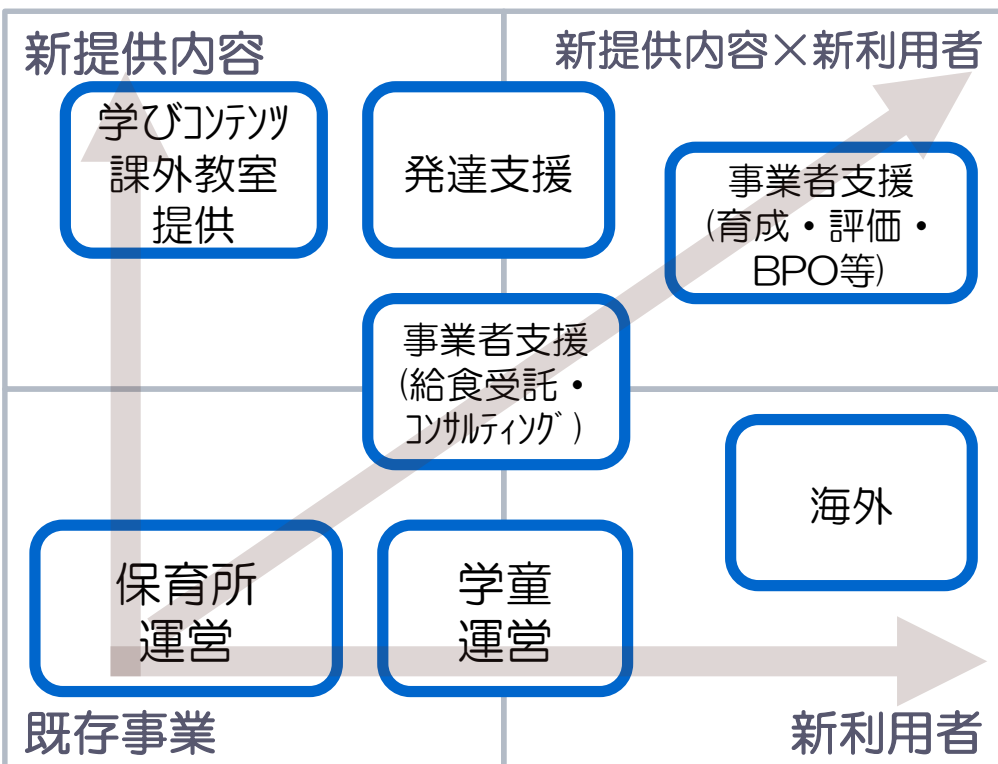 新提供内容
新提供内容×新利用者
学びｺﾝﾃﾝﾂ
課外教室
提供
発達支援
事業者支援
(育成・評価・
BPO等)
事業者支援
(給食受託・
ｺﾝｻﾙﾃｨﾝｸﾞ)
海外
保育所
運営
学童
運営
既存事業
新利用者